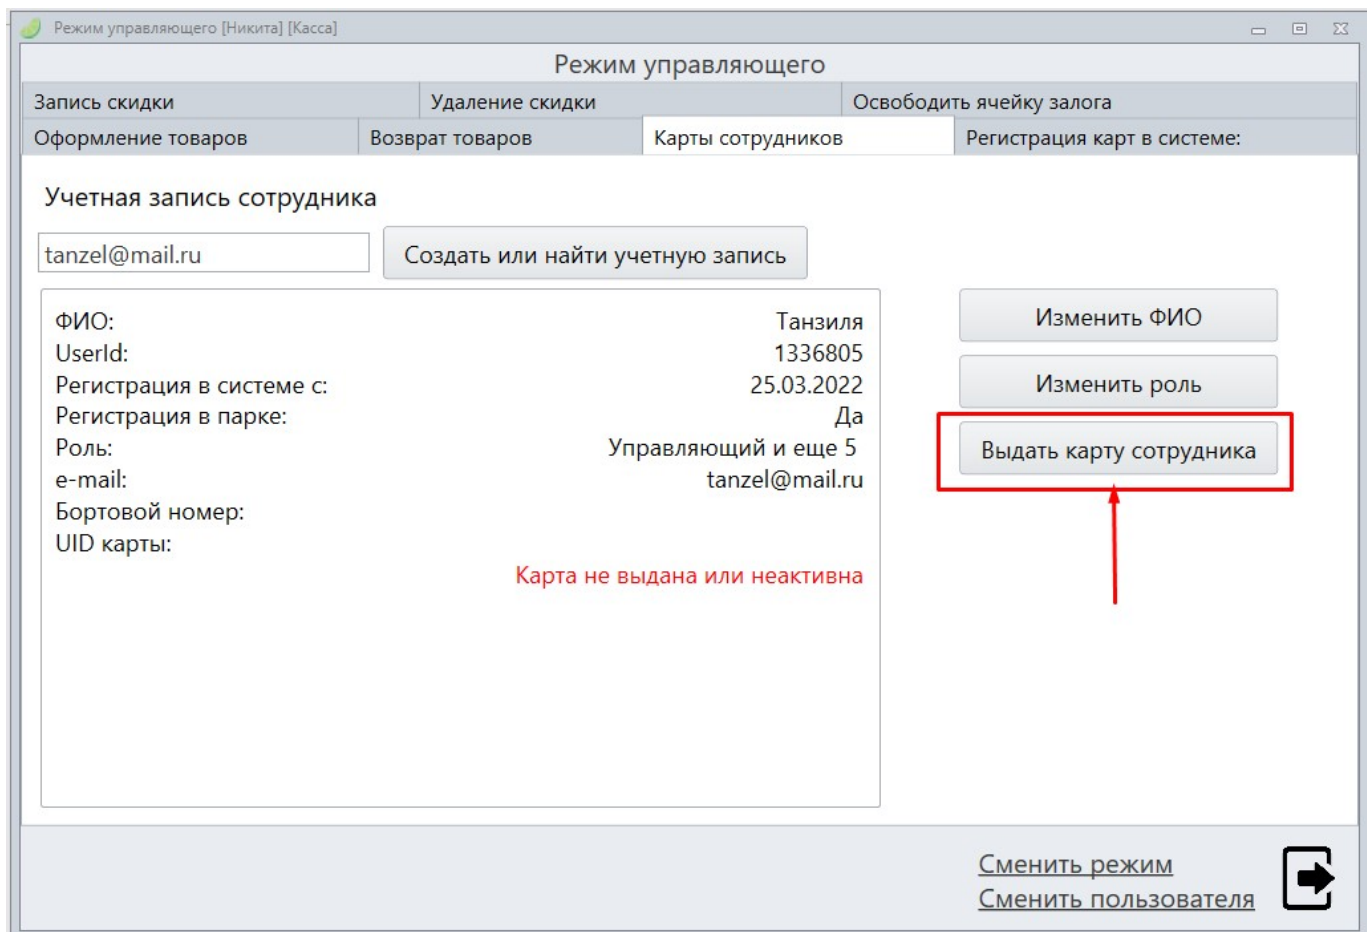 Режим управляющего [Никита] [Касса]
Режим управляющего
Запись скидки Удаление скидки Освободить ячейку залога
Оформление товаров Возврат товаров Карты сотрудников Регистрация карт в системе:
Учетная запись сотрудника
tanzel@mail.ru Создать или найти учетную запись
ФИО: Танзиля
UserId: 1336805
Регистрация в системе с: 25.03.2022
Регистрация в парке: Да
Роль: Управляющий и еще 5
e-mail: tanzel@mail.ru
Бортовой номер:
UID карты:
Карта не выдана или неактивна
Изменить ФИО
Изменить роль
Выдать карту сотрудника
Сменить режим
Сменить пользователя